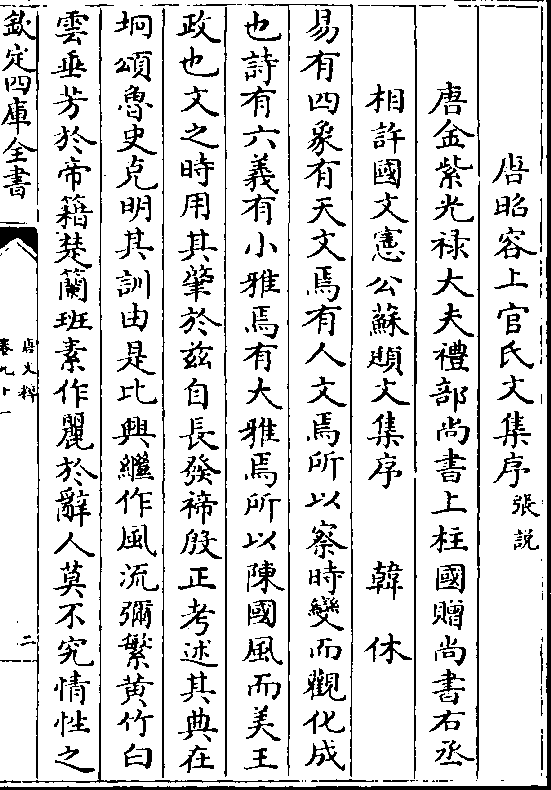 唐昭容上官氏文集序 張説
唐金紫光禄大夫禮部尚書上柱國贈尚書右丞
相許國文憲公蘇頲文集序 韓休
易有四象有天文焉有人文焉所以察時變而觀化成
也詩有六義有小雅焉有大雅焉所以陳國風而美王
政也文之時用其肇於兹自長發禘殷正考述其典在
坰頌魯史克明其訓由是比興繼作風流彌繁黄竹白
雲垂芳於帝籍楚蘭班素作麗於辭人莫不究情性之
欽定四庫全書
唐文粹
卷九十一
二